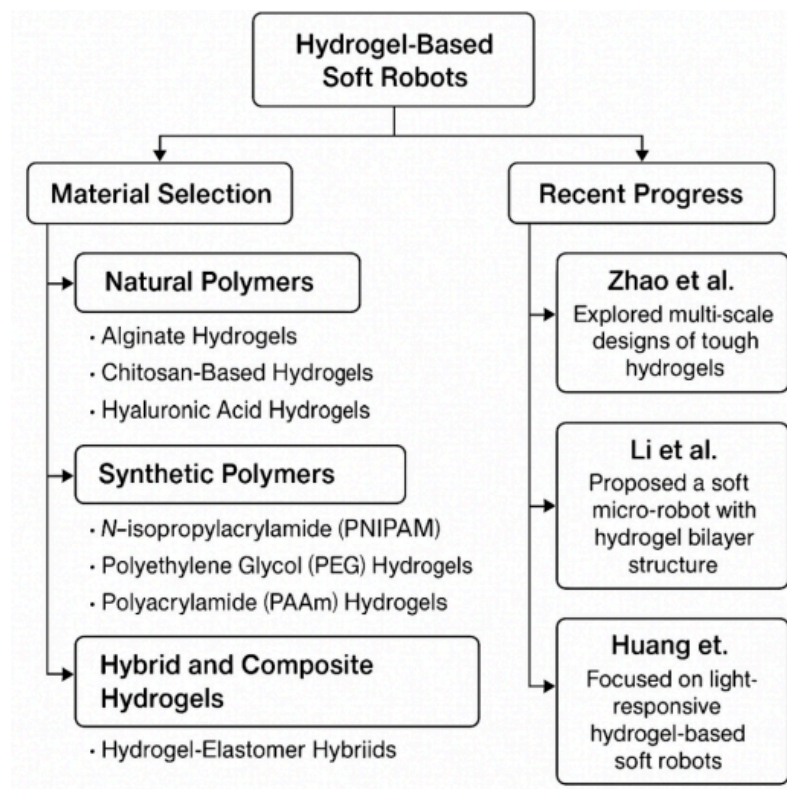 Hydrogel-Based
Soft Robots
Material Selection
Natural Polymers
· Alginate Hydrogels
· Chitosan-Based Hydrogels
· Hyaluronic Acid Hydrogels
Synthetic Polymers
· N–isopropylacrylamide (PNIPAM)
· Polyethylene Glycol (PEG) Hydrogels
· Polyacrylamide (PAAm) Hydrogels
Hybrid and Composite
Hydrogels
· Hydrogel-Elastomer Hybriids
Recent Progress
Zhao et al.
Explored multi-scale
designs of tough
hydrogels
Li et al.
Proposed a soft
micro-robot with
hydrogel bilayer
structure
Huang et.
Focused on light-
responsive
hydrogel-based
soft robots